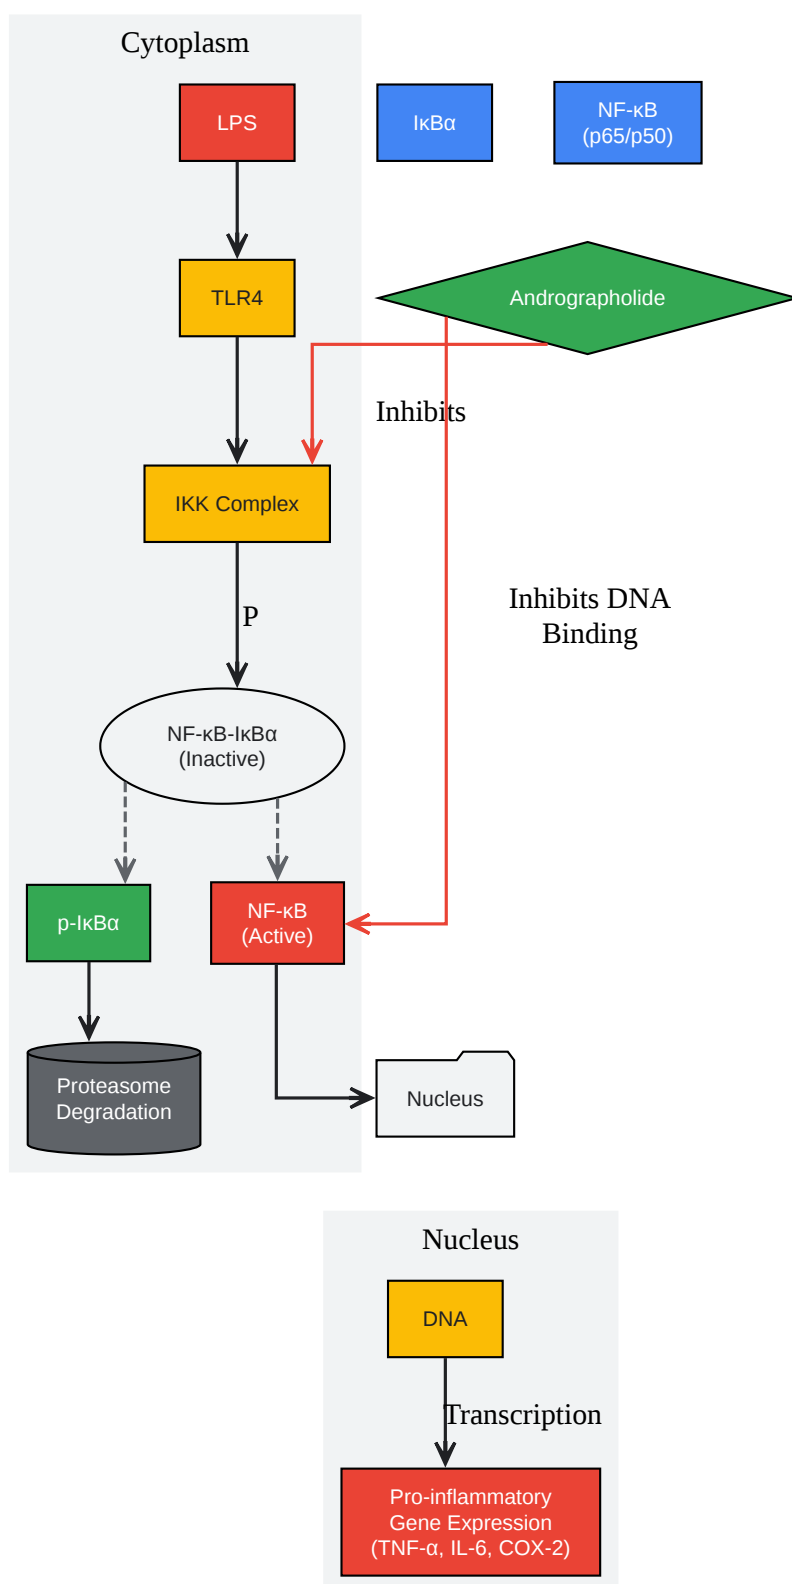 Cytoplasm
LPS
IκBα
NF-κB
(p65/p50)
TLR4
Andrographolide
Inhibits
IKK Complex
Inhibits DNA
Binding
P
NF-κB-IκBα
(Inactive)
p-IκBα
NF-κB
(Active)
Proteasome
Degradation
Nucleus
Nucleus
DNA
Transcription
Pro-inflammatory
Gene Expression
(TNF-α, IL-6, COX-2)